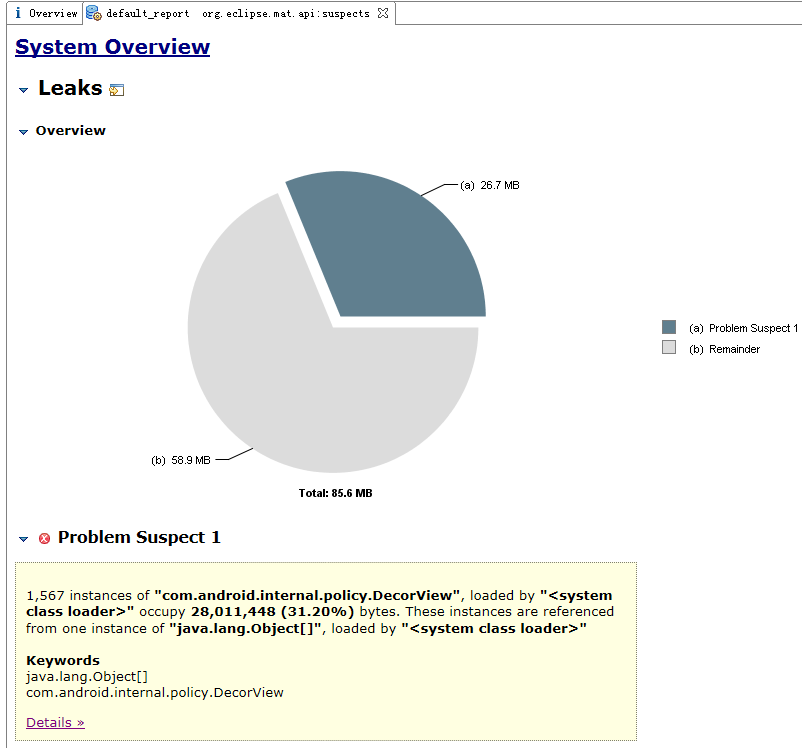 i Overview default_report org.eclipse.mat.api:suspects
System Overview
Leaks
Overview
(a) 26.7 MB
(a) Problem Suspect 1
(b) Remainder
(b) 58.9 MB
Total: 85.6 MB
Problem Suspect 1
1,567 instances of "com.android.internal.policy.DecorView", loaded by "<system
class loader>" occupy 28,011,448 (31.20%) bytes. These instances are referenced
from one instance of "java.lang.Object[]", loaded by "<system class loader>"
Keywords
java.lang.Object[]
com.android.internal.policy.DecorView
Details »